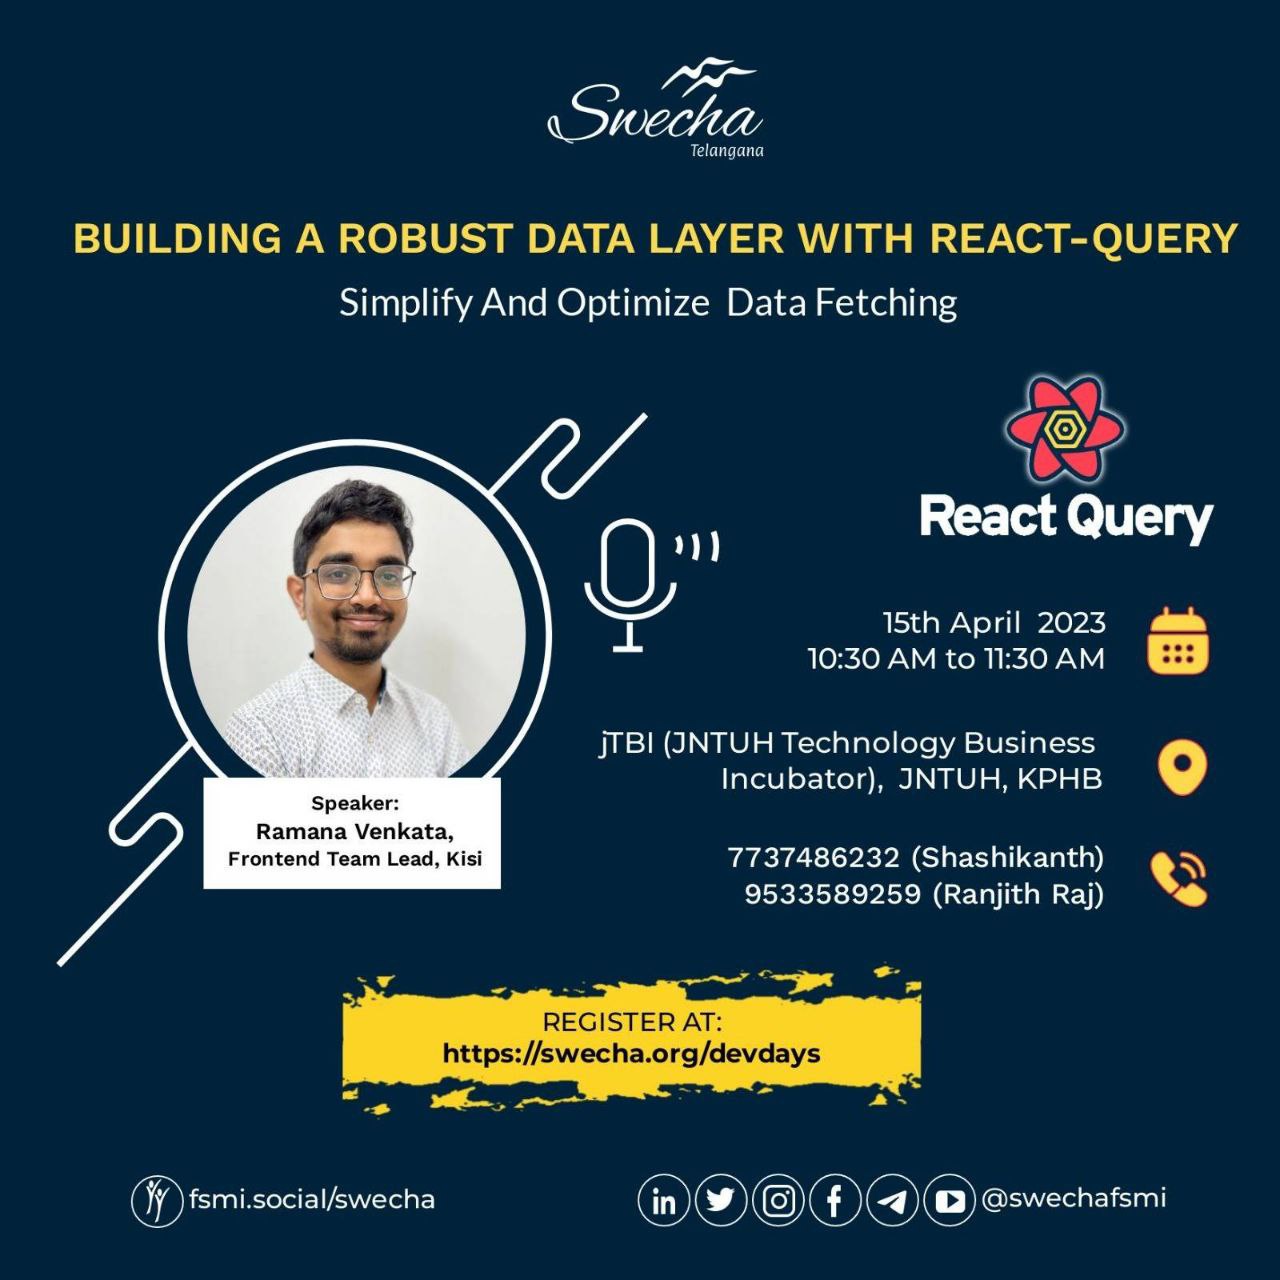 Swecha
Telangana
BUILDING A ROBUST DATA LAYER WITH REACT-QUERY
Simplify And Optimize Data Fetching
React Query
15th April 2023
10:30 AM to 11:30 AM
jTBI (JNTUH Technology Business
Incubator), JNTUH, KPHB
Speaker:
Ramana Venkata,
Frontend Team Lead, Kisi
7737486232 (Shashikanth)
9533589259 (Ranjith Raj)
REGISTER AT:
https://swecha.org/devdays
fsmi.social/swecha
in
@swechafsmi